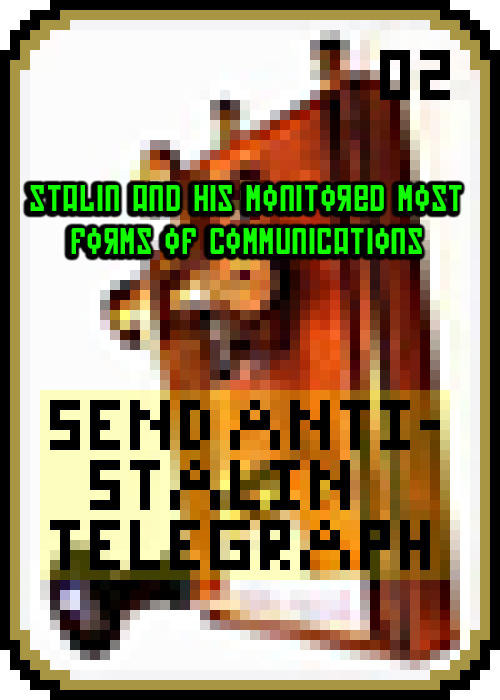 02
STALIN AND HIS MONITORED MOST
FORMS OF COMMUNICATIONS
SEND ANTI-
STALIN
TELEGRAPH